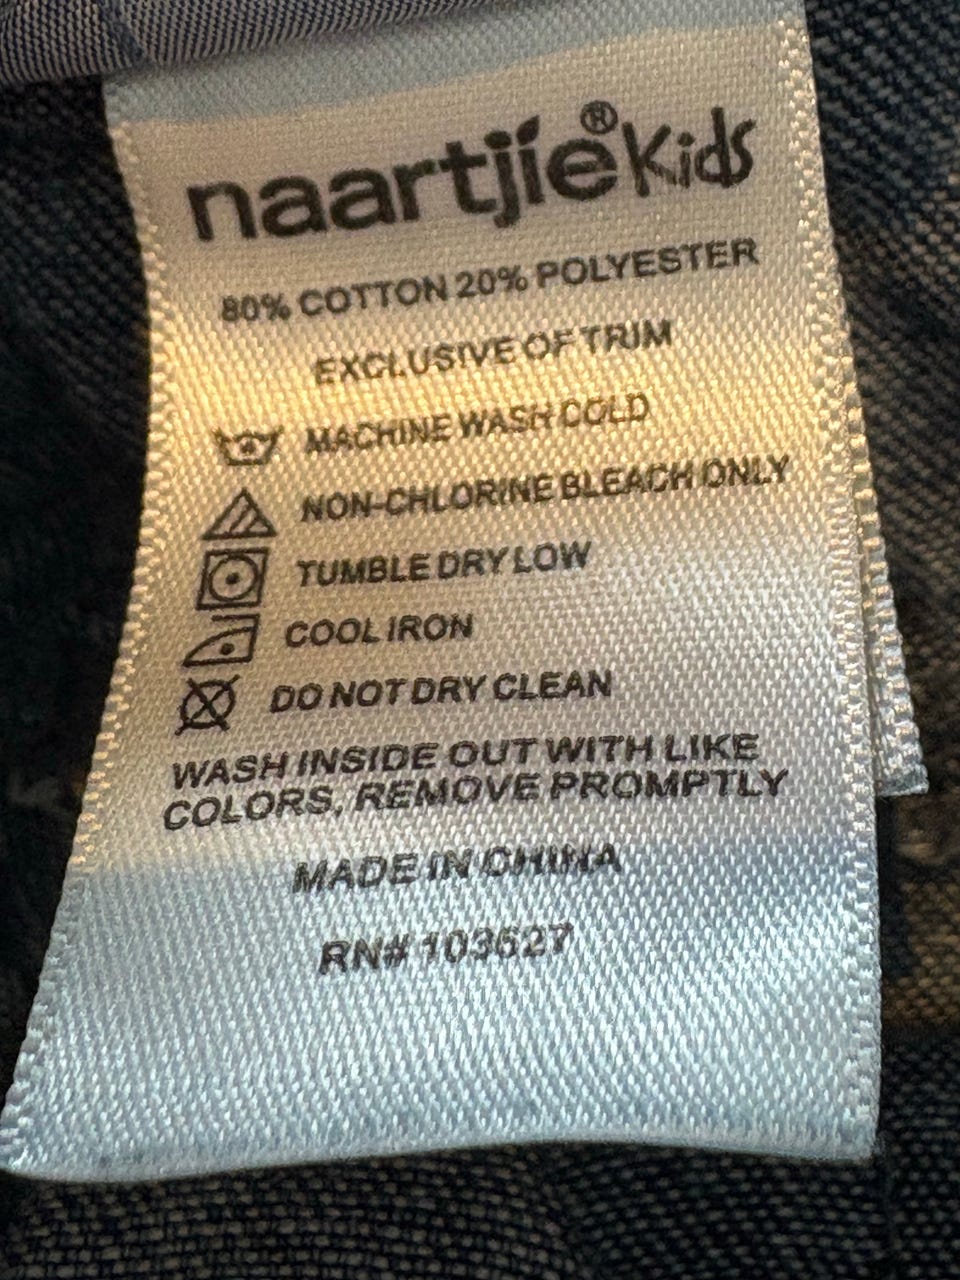 naartjie® Kids
80% COTTON 20% POLYESTER
EXCLUSIVE OF TRIM
MACHINE WASH COLD
NON-CHLORINE BLEACH ONLY
TUMBLE DRY LOW
COOL IRON
DO NOT DRY CLEAN
WASH INSIDE OUT WITH LIKE
COLORS, REMOVE PROMPTLY
MADE IN CHINA
RN# 103627